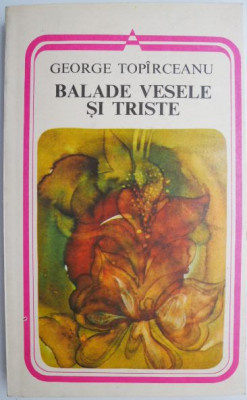 GEORGE TOPÎRCEANU
BALADE VESELE
ȘI TRISTE